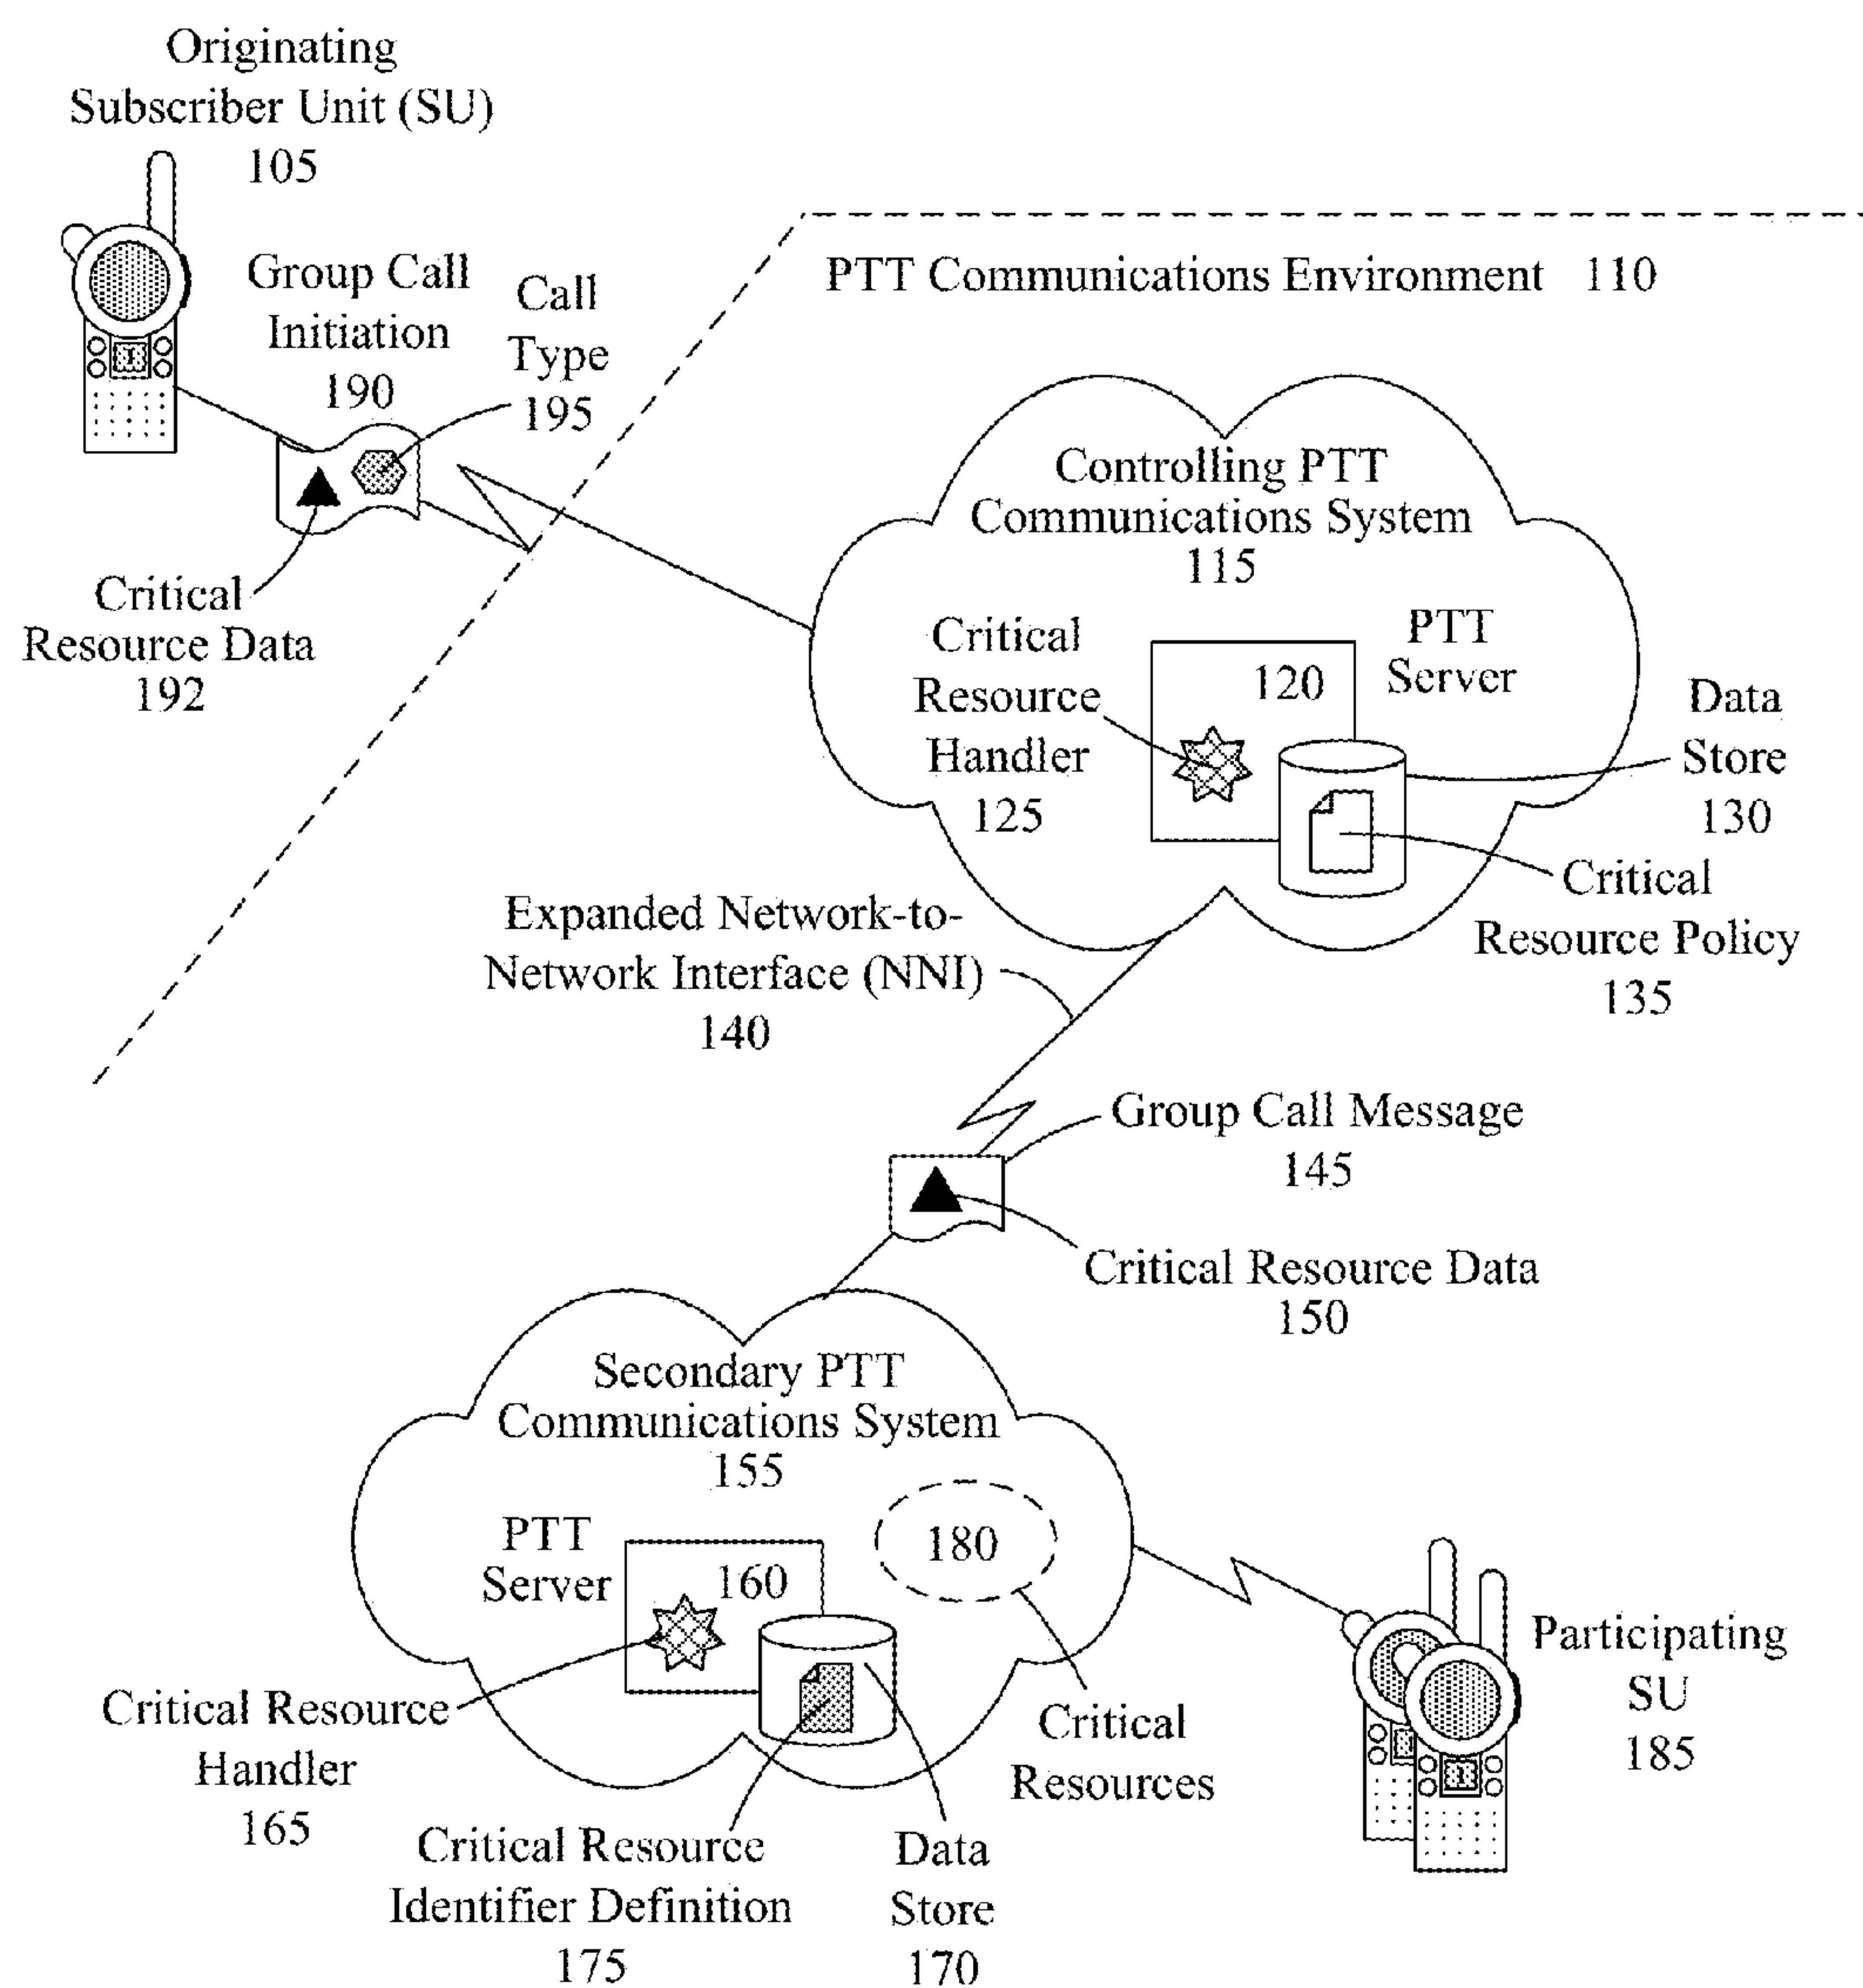 Originating
Subscriber Unit (SU)
105
Group Call
Initiation
190
Call
Type
195
PTT Communications Environment 110
Critical
Resource Data
192
Controlling PTT
Communications System
115
Critical
Resource
Handler
125
120
PTT
Server
Data
Store
130
Critical
Resource Policy
135
Expanded Network-to-
Network Interface (NNI)
140
Group Call Message
145
Critical Resource Data
150
Secondary PTT
Communications System
155
PTT
Server
160
180
Critical Resource
Handler
165
Critical Resource
Identifier Definition
175
Data
Store
170
Critical
Resources
Participating
SU
185